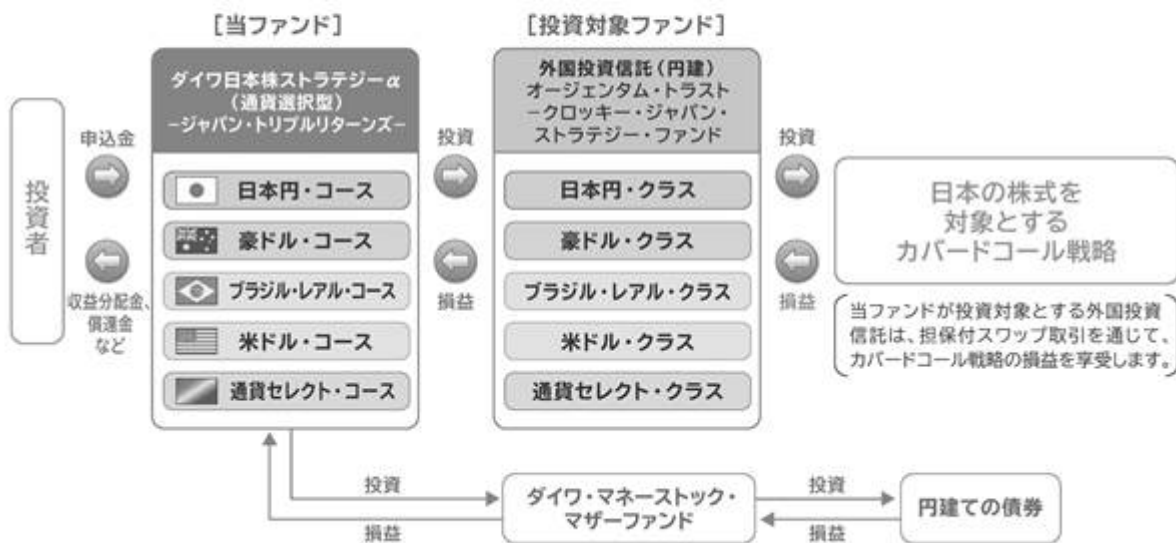 [当ファンド]
[投資対象ファンド]
投資者
申込金
収益分配金、
償還金
など
ダイワ日本株ストラテジーα
(通貨選択型)
-ジャパン・トリプルリターンズ-
日本円・コース
豪ドル・コース
ブラジル・レアル・コース
米ドル・コース
通貨セレクト・コース
投資
損益
外国投資信託(円建)
オージェンタム・トラスト
-クロッキー・ジャパン・
ストラテジー・ファンド
日本円・クラス
豪ドル・クラス
ブラジル・レアル・クラス
米ドル・クラス
通貨セレクト・クラス
投資
損益
日本の株式を
対象とする
カバードコール戦略
当ファンドが投資対象とする外国投資
信託は、担保付スワップ取引を通じて、
カバードコール戦略の損益を享受します。
投資
損益
ダイワ・マネーストック・
マザーファンド
投資
損益
円建ての債券